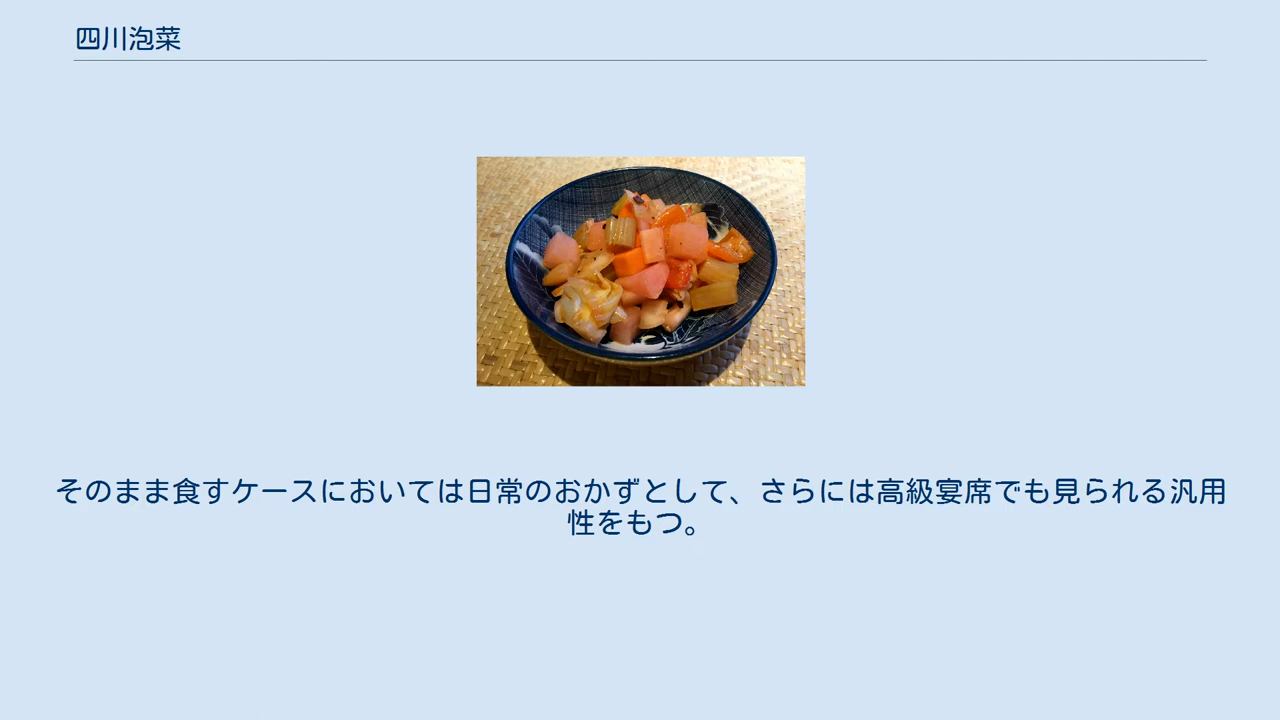 四川泡菜
そのまま食すケースにおいては日常のおかずとして、さらには高級宴席でも見られる汎用
性をもつ。